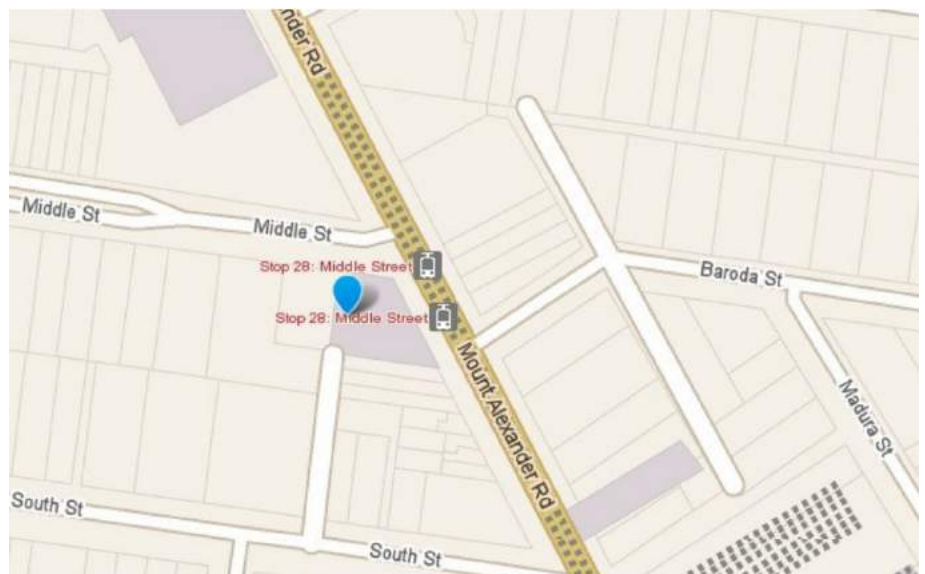 nder Rd
Middle St
Middle St
Stop 28: Middle Street
Baroda St
Stop 28: Middle Street
Mount Alexander Rd
Madura St
South St
South St